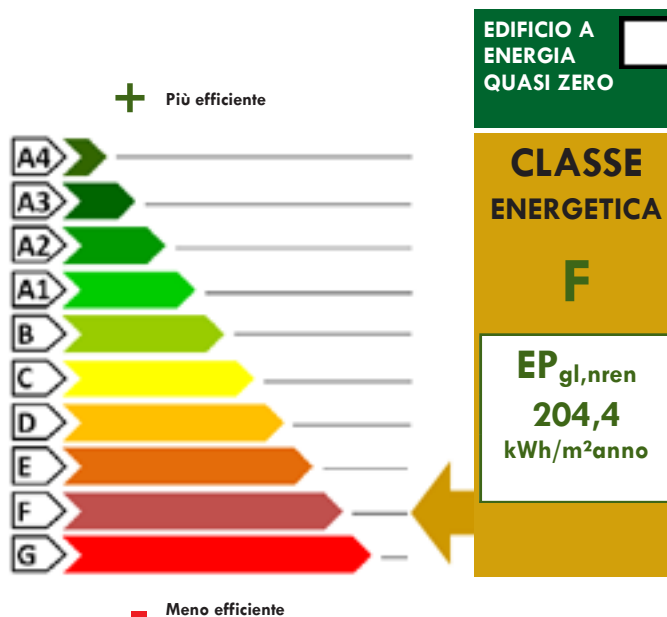 EDIFICIO A
ENERGIA
QUASI ZERO
+ Più efficiente
A4
A3
A2
A1
B
C
D
E
F
G
CLASSE
ENERGETICA
F
EPgl,nren
204,4
kWh/m²anno
- Meno efficiente